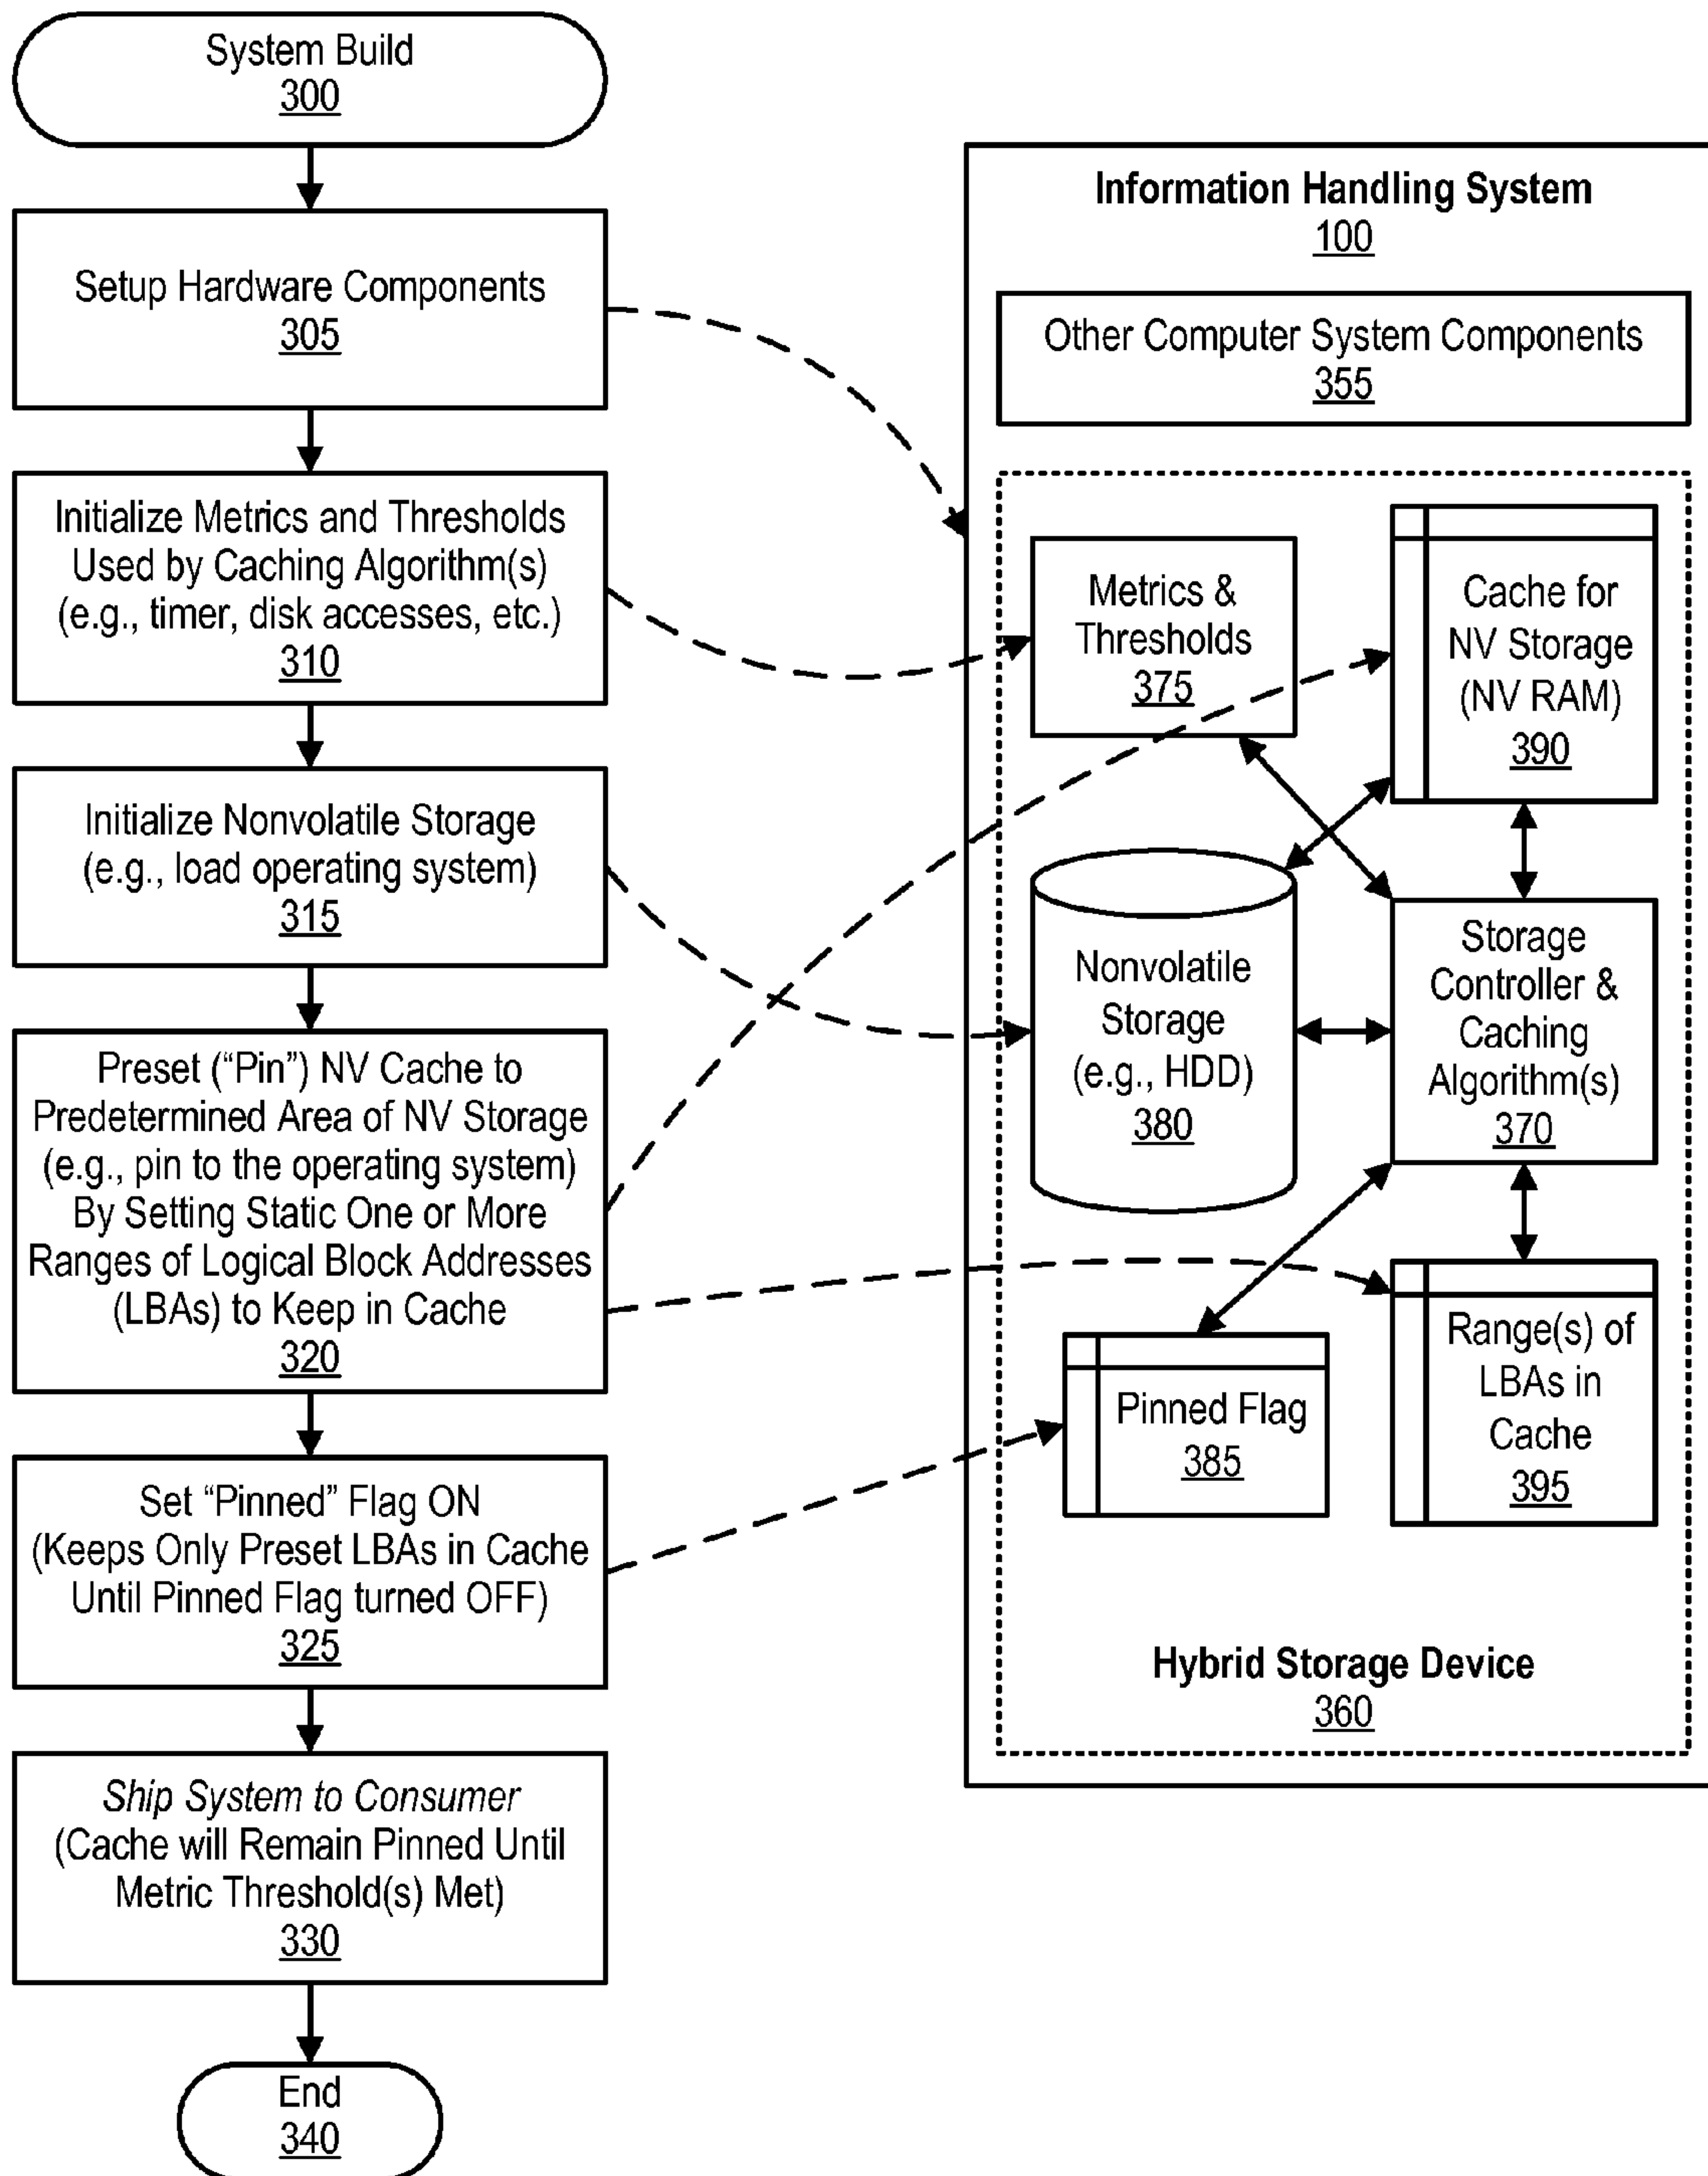 System Build
300
Setup Hardware Components
305
Initialize Metrics and Thresholds
Used by Caching Algorithm(s)
(e.g., timer, disk accesses, etc.)
310
Initialize Nonvolatile Storage
(e.g., load operating system)
315
Preset (“Pin”) NV Cache to
Predetermined Area of NV Storage
(e.g., pin to the operating system)
By Setting Static One or More
Ranges of Logical Block Addresses
(LBAs) to Keep in Cache
320
Set “Pinned” Flag ON
(Keeps Only Preset LBAs in Cache
Until Pinned Flag turned OFF)
325
Ship System to Consumer
(Cache will Remain Pinned Until
Metric Threshold(s) Met)
330
End
340
Information Handling System
100
Other Computer System Components
355
Metrics &
Thresholds
375
Cache for
NV Storage
(NV RAM)
390
Nonvolatile
Storage
(e.g., HDD)
380
Storage
Controller &
Caching
Algorithm(s)
370
Pinned Flag
385
Range(s) of
LBAs in
Cache
395
Hybrid Storage Device
360